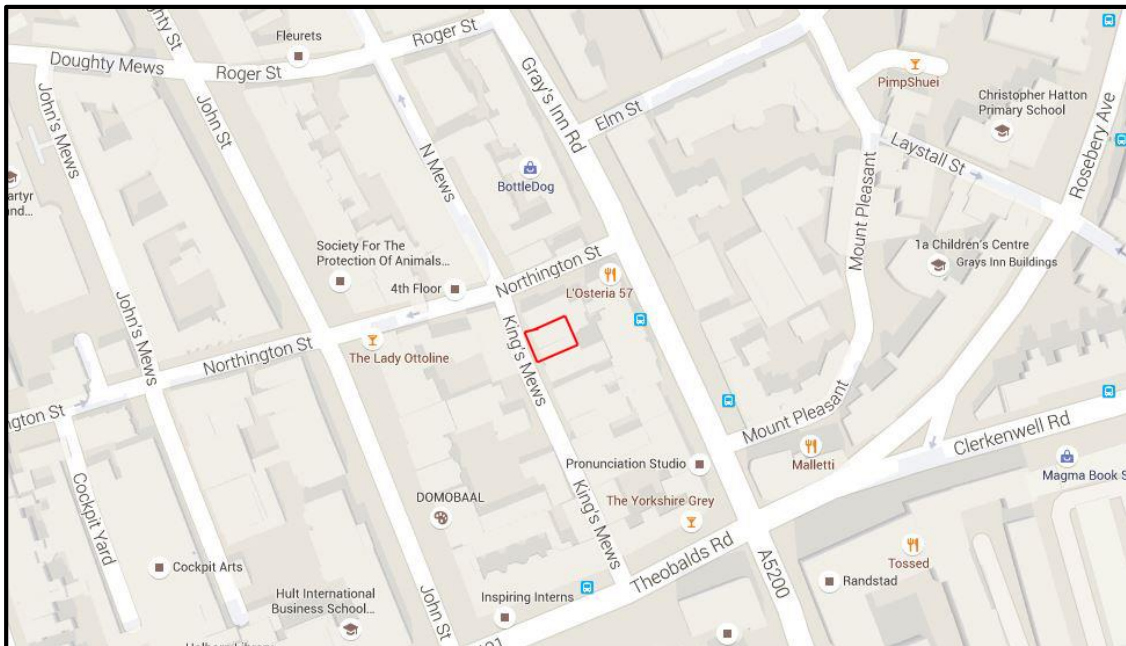 Doughty St
Fleurets
Roger St
Doughty Mews
Roger St
PimpShuei
Christopher Hatton
Primary School
Gray's Inn Rd
Elm St
John's Mews
John St
N Mews
Laystall St
Rosebery Ave
BottleDog
Mount Pleasant
Society For The
Protection Of Animals...
4th Floor
Northington St
1a Children's Centre
Grays Inn Buildings
L'Osteria 57
John's Mews
King's Mews
Northington St
The Lady Ottoline
Mount Pleasant
Clerkenwell Rd
Malletti
Magma Book S
Pronunciation Studio
DOMOBAAL
King's Mews
The Yorkshire Grey
Cockpit Yard
Theobalds Rd
A5200
Tossed
Cockpit Arts
Randstad
Hult International
Business School...
John St
Inspiring Interns